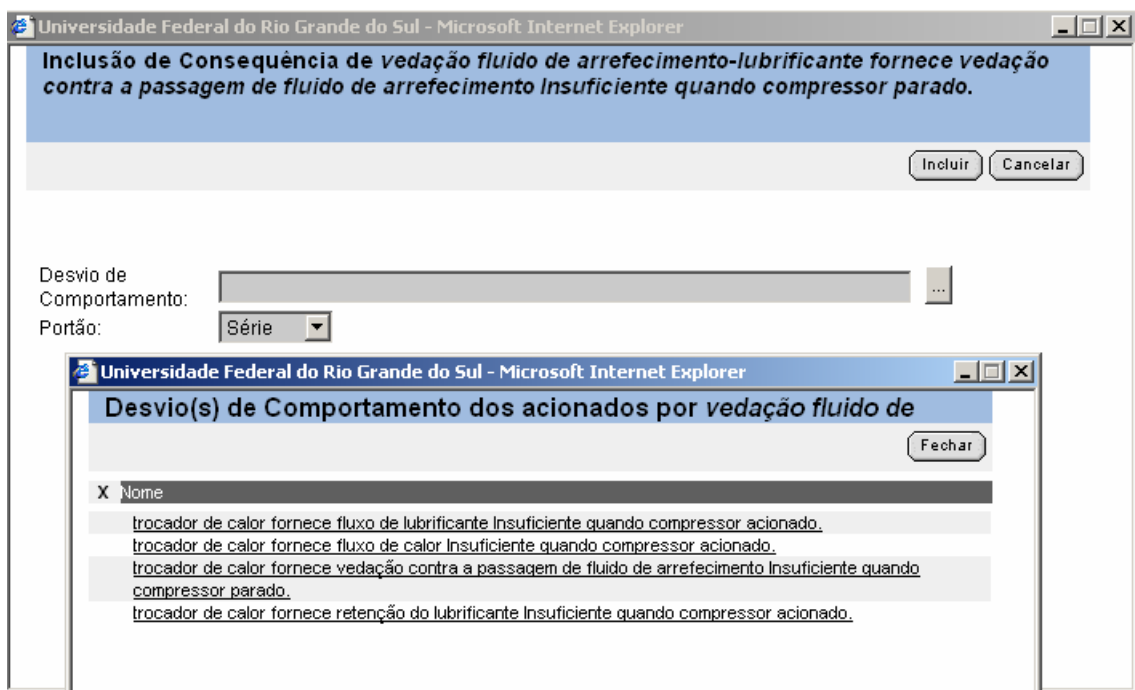 Universidade Federal do Rio Grande do Sul - Microsoft Internet Explorer
Inclusão de Consequência de vedação fluido de arrefecimento-lubrificante fornece vedação
contra a passagem de fluido de arrefecimento Insuficiente quando compressor parado.
Incluir Cancelar
Desvio de
Comportamento:
...
Portão: Série
Universidade Federal do Rio Grande do Sul - Microsoft Internet Explorer
Desvio(s) de Comportamento dos acionados por vedação fluido de
Fechar
X Nome
trocador de calor fornece fluxo de lubrificante Insuficiente quando compressor acionado.
trocador de calor fornece fluxo de calor Insuficiente quando compressor acionado.
trocador de calor fornece vedação contra a passagem de fluido de arrefecimento Insuficiente quando
compressor parado.
trocador de calor fornece retenção do lubrificante Insuficiente quando compressor acionado.